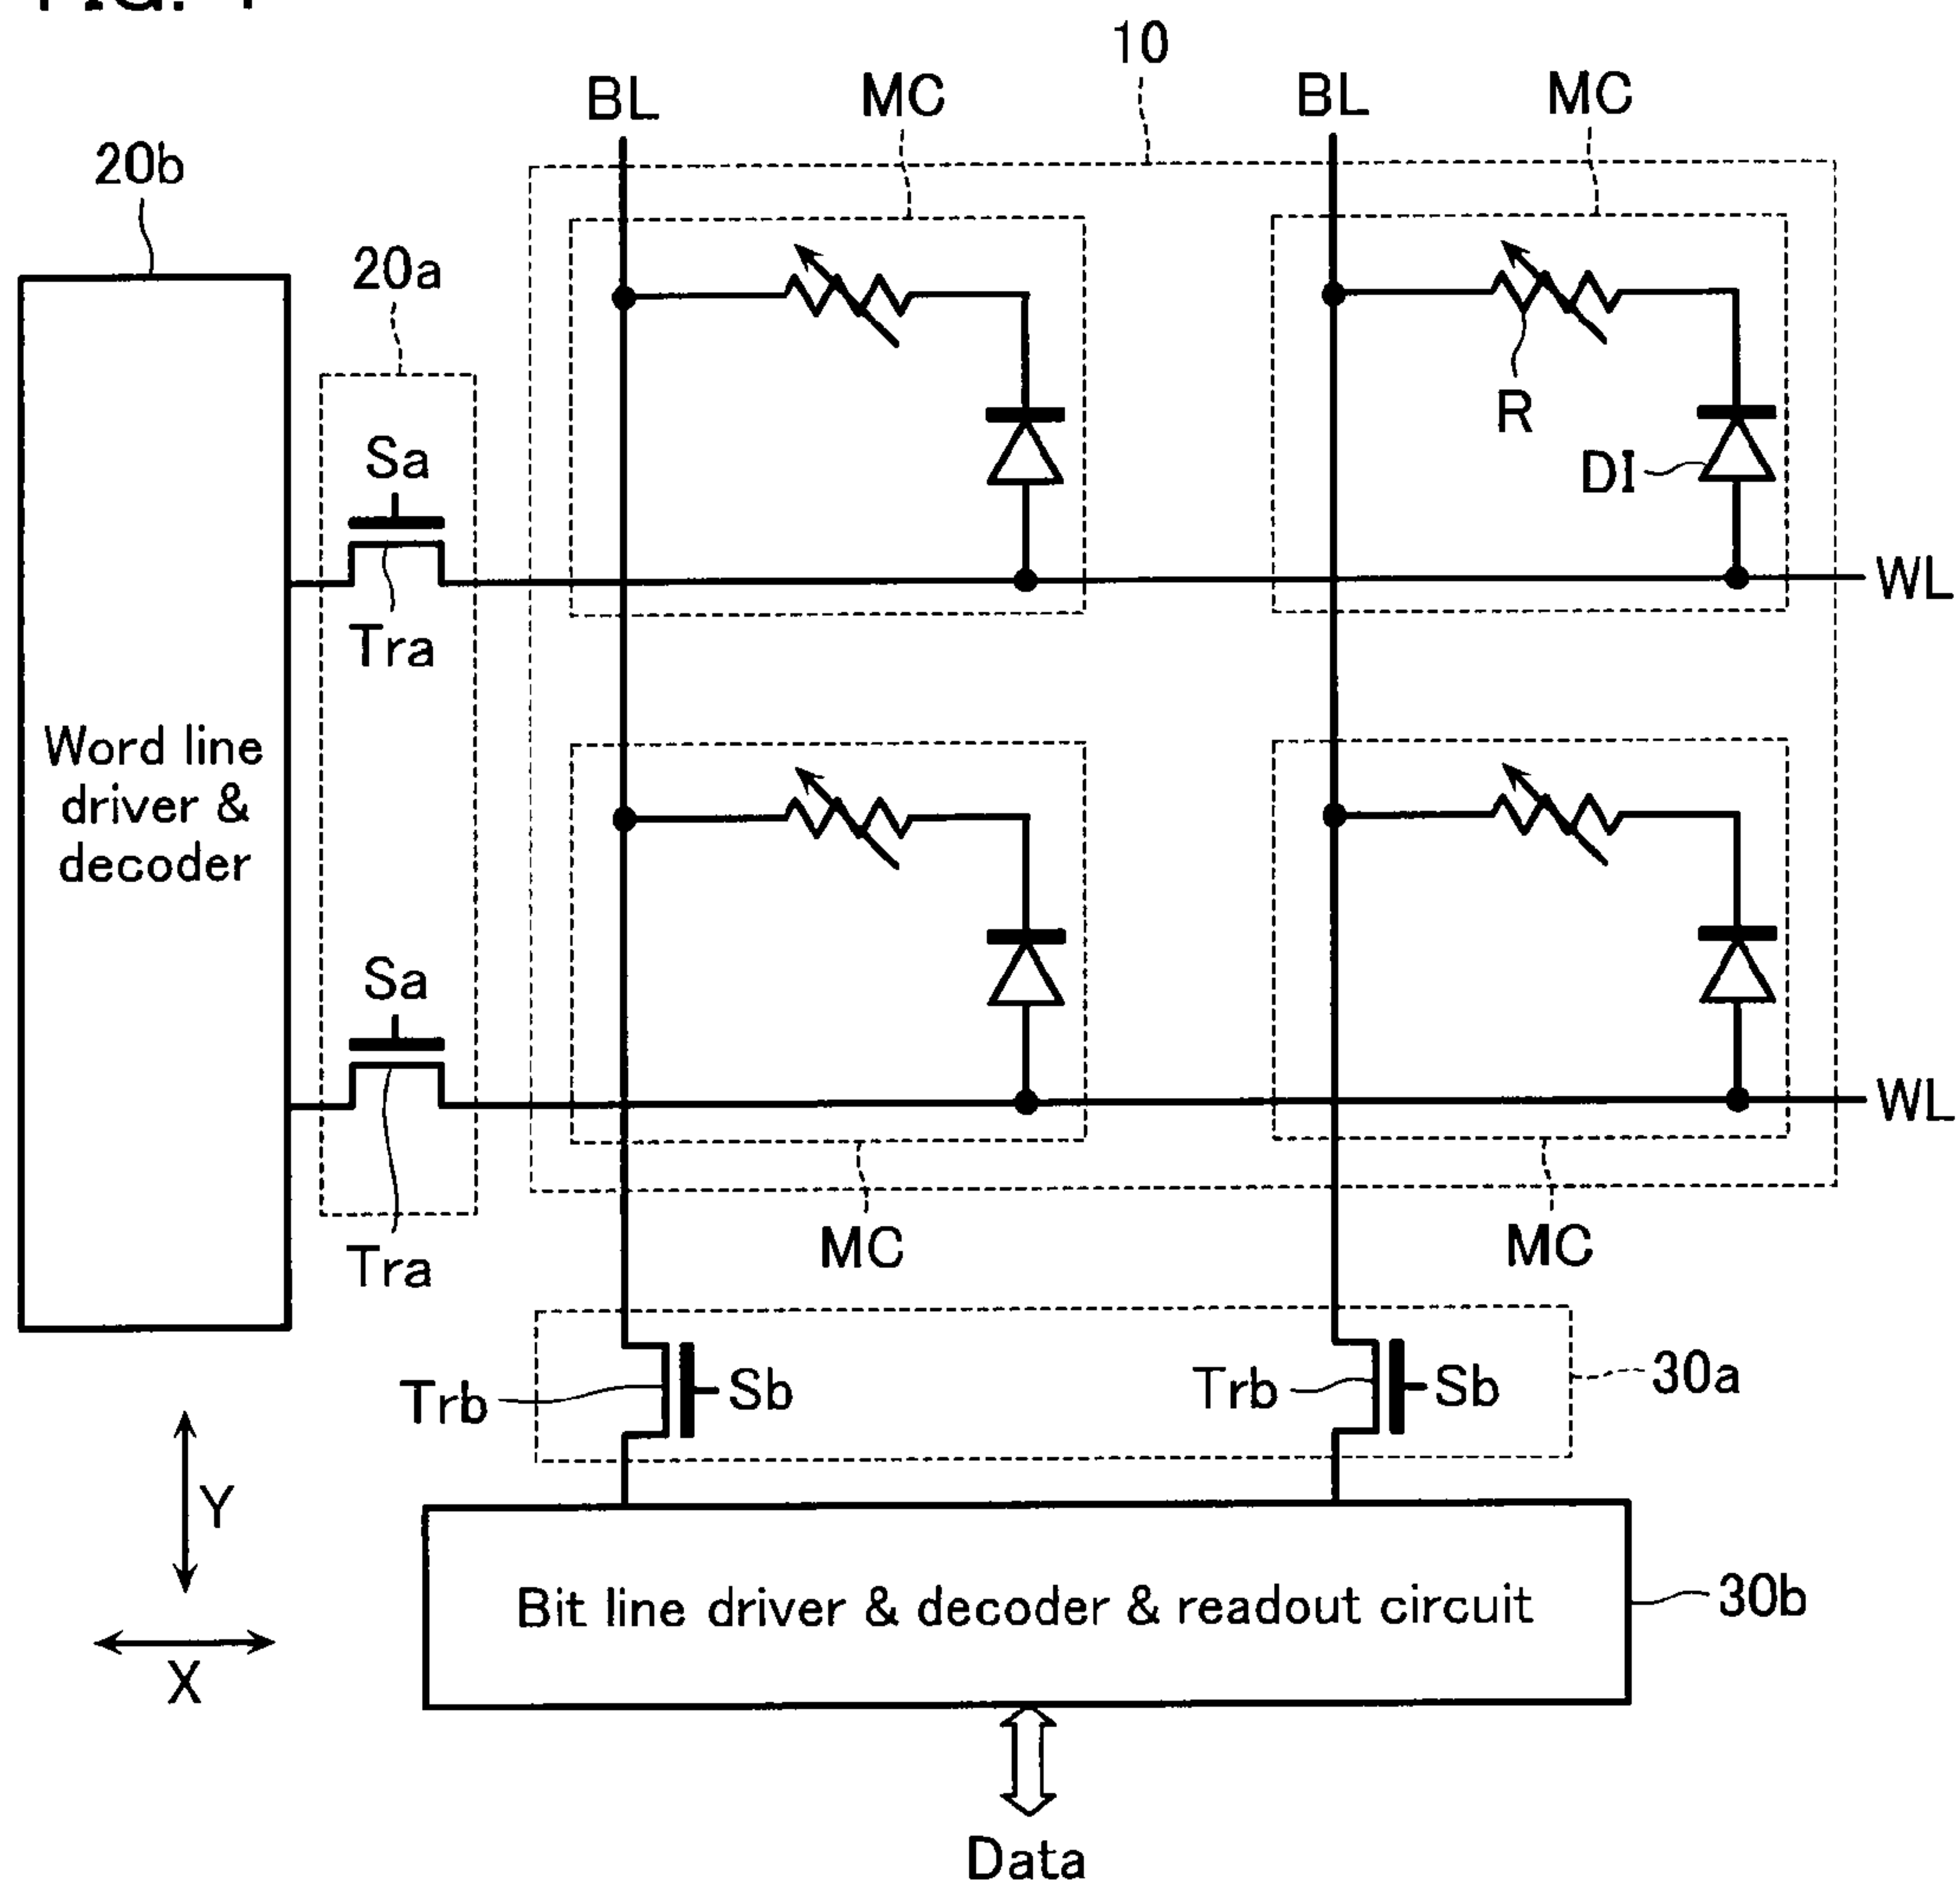 FIG.
10
BL
MC
BL
MC
20b
20a
R
DI
Sa
Tra
WL
Word line
driver &
decoder
Sa
Tra
WL
MC
MC
Trb
Sb
Trb
Sb
30a
Y
X
Bit line driver & decoder & readout circuit
30b
Data